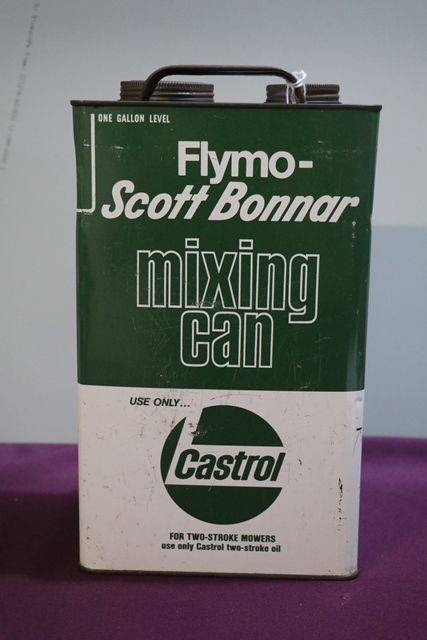 ONE GALLON LEVEL
Flymo-
Scott Bonnar
mixing
can
USE ONLY...
Castrol
FOR TWO-STROKE MOWERS
use only Castrol two-stroke oil